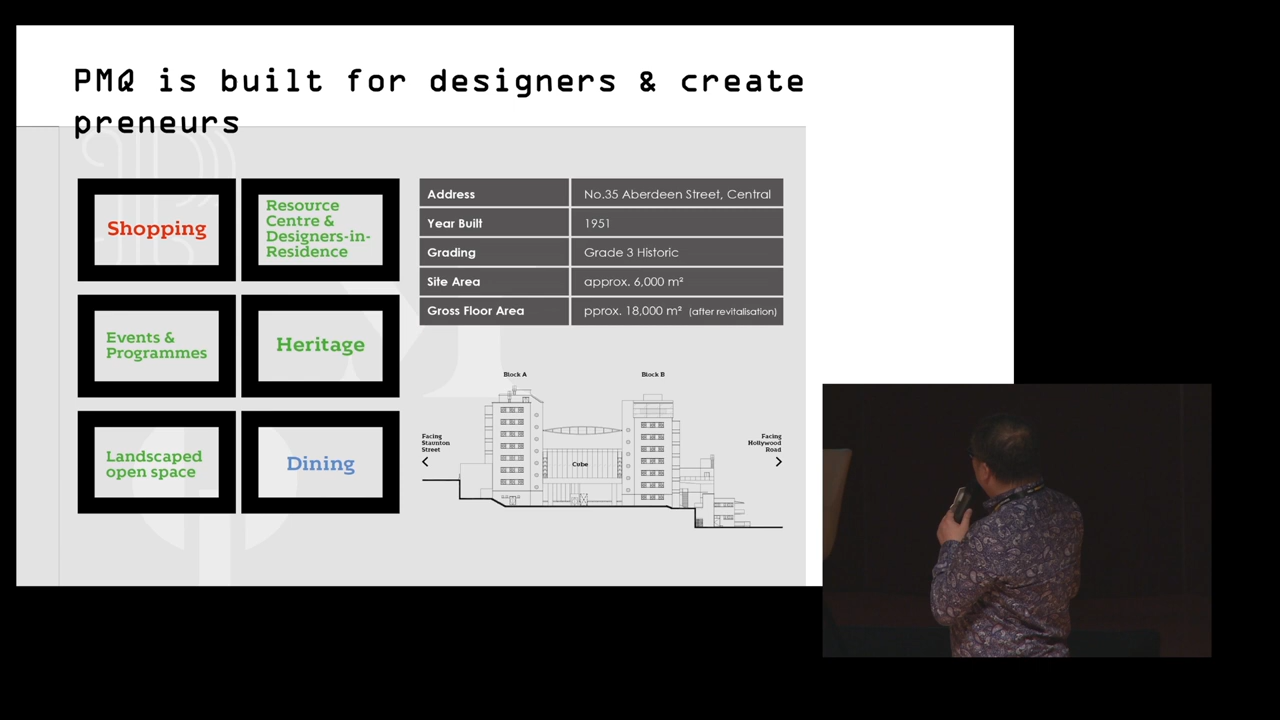 PMQ is built for designers & create
preneurs
Shopping
Resource
Centre &
Designers-in-
Residence
Events &
Programmes
Heritage
Landscaped
open space
Dining
Address No.35 Aberdeen Street, Central
Year Built 1951
Grading Grade 3 Historic
Site Area approx. 6,000 m²
Gross Floor Area pprox. 18,000 m² (after revitalisation)
Block A
Block B
Facing
Staunton
Street
Cube
Facing
Hollywood
Road